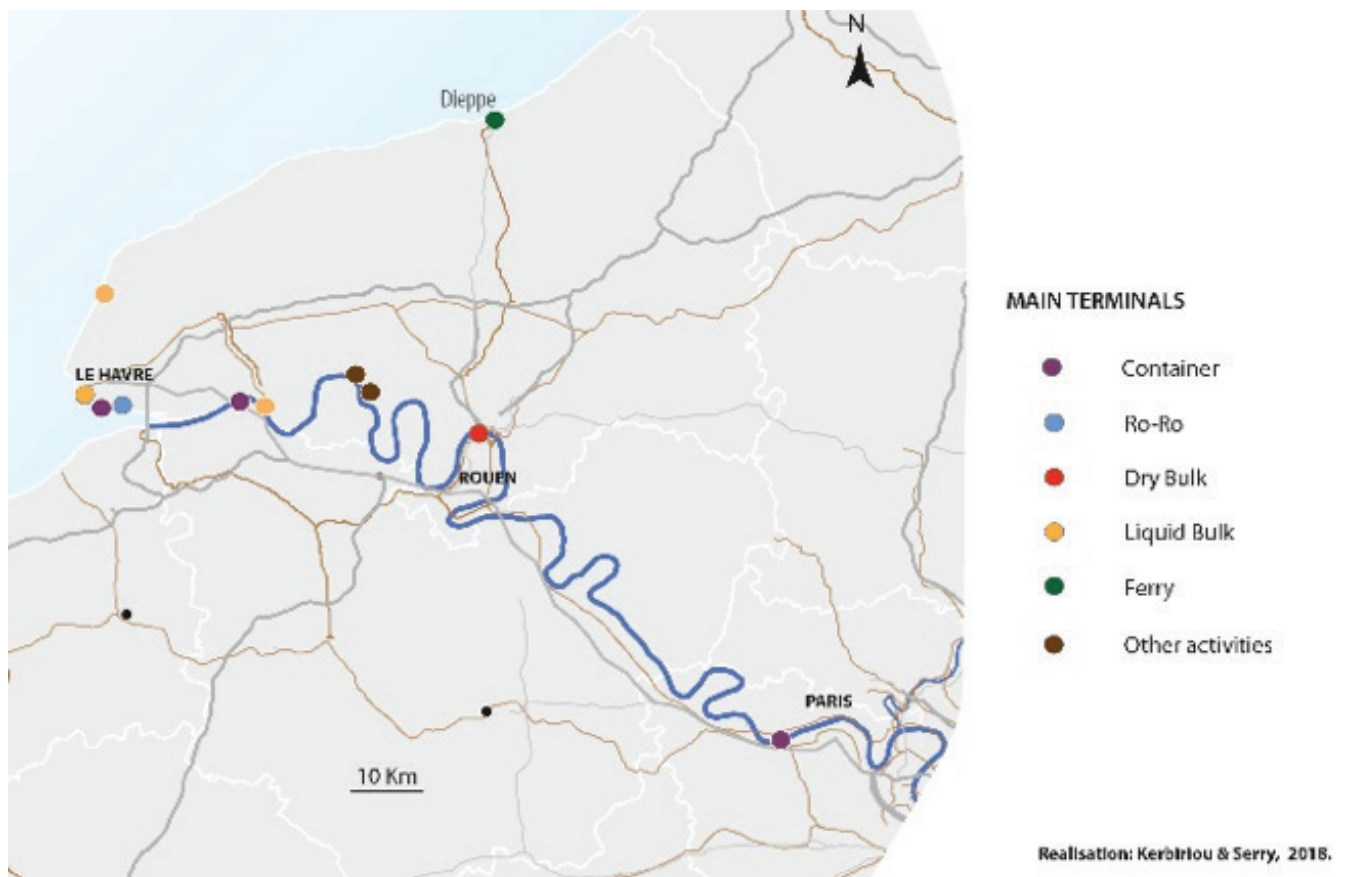 N
Dieppe
LE HAVRE
ROUEN
PARIS
10 Km
MAIN TERMINALS
Container
Ro-Ro
Dry Bulk
Liquid Bulk
Ferry
Other activities
Realisation: Kerbiriou & Serry, 2018.